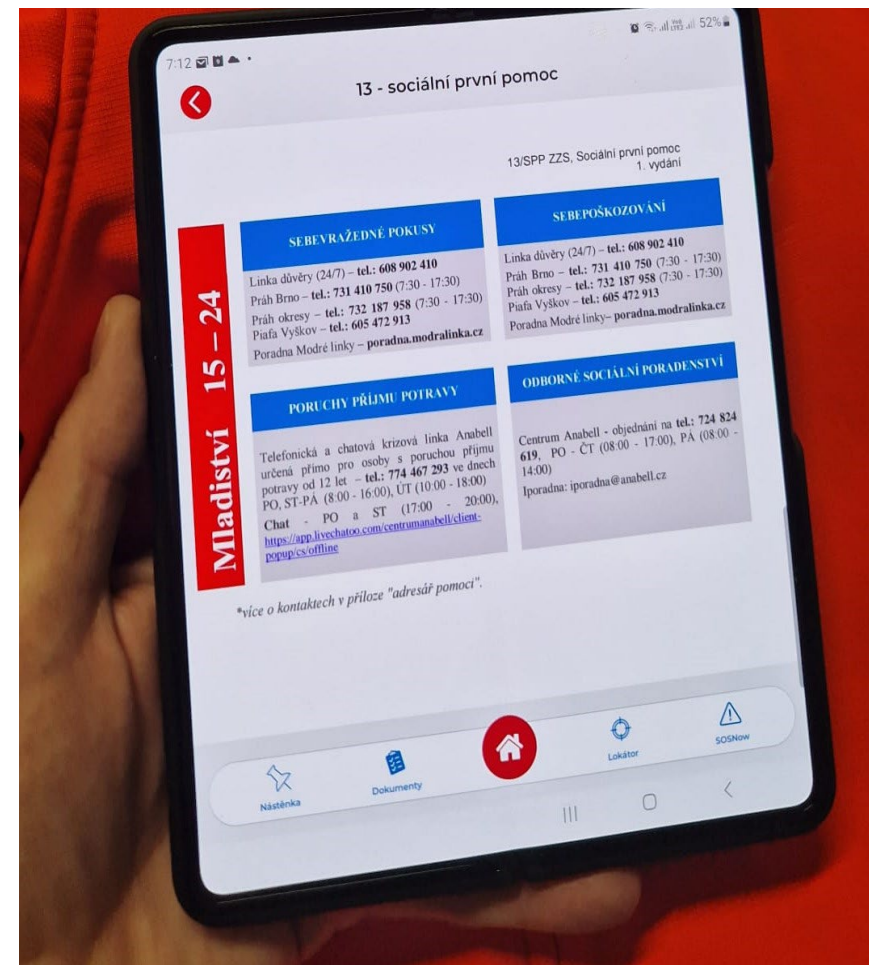 7:12
52%
13 - sociální první pomoc
13/SPP ZZS, Sociální první pomoc
1. vydání
Mladiství 15 – 24
SEBEVRAŽEDNÉ POKUSY
Linka důvěry (24/7) – tel.: 608 902 410
Práh Brno – tel.: 731 410 750 (7:30 - 17:30)
Práh okresy – tel.: 732 187 958 (7:30 - 17:30)
Piafa Vyškov – tel.: 605 472 913
Poradna Modré linky – poradna.modralinka.cz
SEBEPOŠKOZOVÁNÍ
Linka důvěry (24/7) – tel.: 608 902 410
Práh Brno – tel.: 731 410 750 (7:30 - 17:30)
Práh okresy – tel.: 732 187 958 (7:30 - 17:30)
Piafa Vyškov – tel.: 605 472 913
Poradna Modré linky– poradna.modralinka.cz
PORUCHY PŘÍJMU POTRAVY
Telefonická a chatová krizová linka Anabell
určená přímo pro osoby s poruchou příjmu
potravy od 12 let – tel.: 774 467 293 ve dnech
PO, ST-PÁ (8:00 - 16:00), ÚT (10:00 - 18:00)
Chat - PO a ST (17:00 - 20:00),
https://app.livechatoo.com/centrumanabell/client-
popup/cs/offline
ODBORNÉ SOCIÁLNÍ PORADENSTVÍ
Centrum Anabell - objednání na tel.: 724 824
619, PO - ČT (08:00 - 17:00), PÁ (08:00 -
14:00)
Iporadna: iporadna@anabell.cz
*více o kontaktech v příloze "adresář pomoci".
Nástěnka
Dokumenty
Lokátor
SOSNow